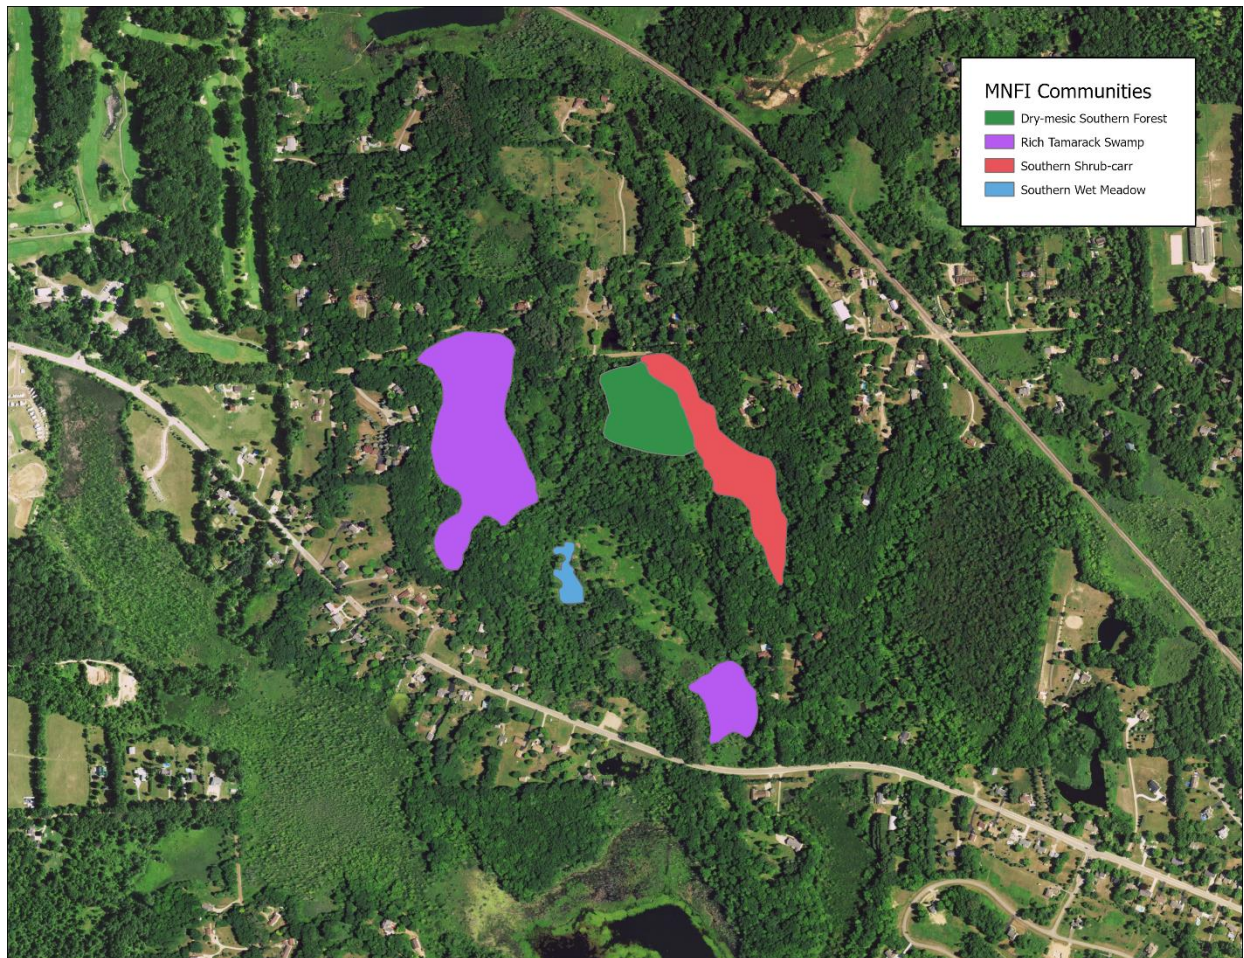 MNFI Communities
Dry-mesic Southern Forest
Rich Tamarack Swamp
Southern Shrub-carr
Southern Wet Meadow